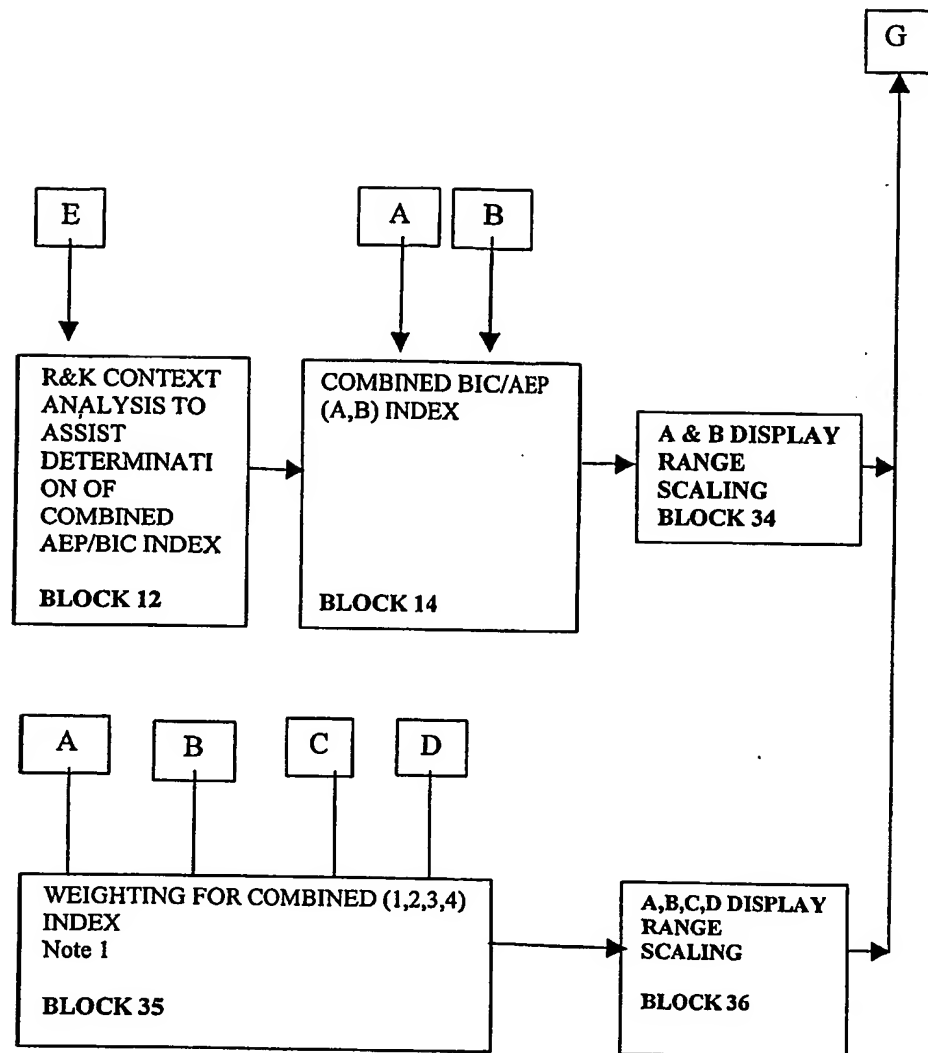 G
E
A
B
R&K CONTEXT
ANALYSIS TO
ASSIST
DETERMINATI
ON OF
COMBINED
AEP/BIC INDEX
BLOCK 12
COMBINED BIC/AEP
(A,B) INDEX
BLOCK 14
A & B DISPLAY
RANGE
SCALING
BLOCK 34
A
B
C
D
WEIGHTING FOR COMBINED (1,2,3,4)
INDEX
Note 1
BLOCK 35
A,B,C,D DISPLAY
RANGE
SCALING
BLOCK 36